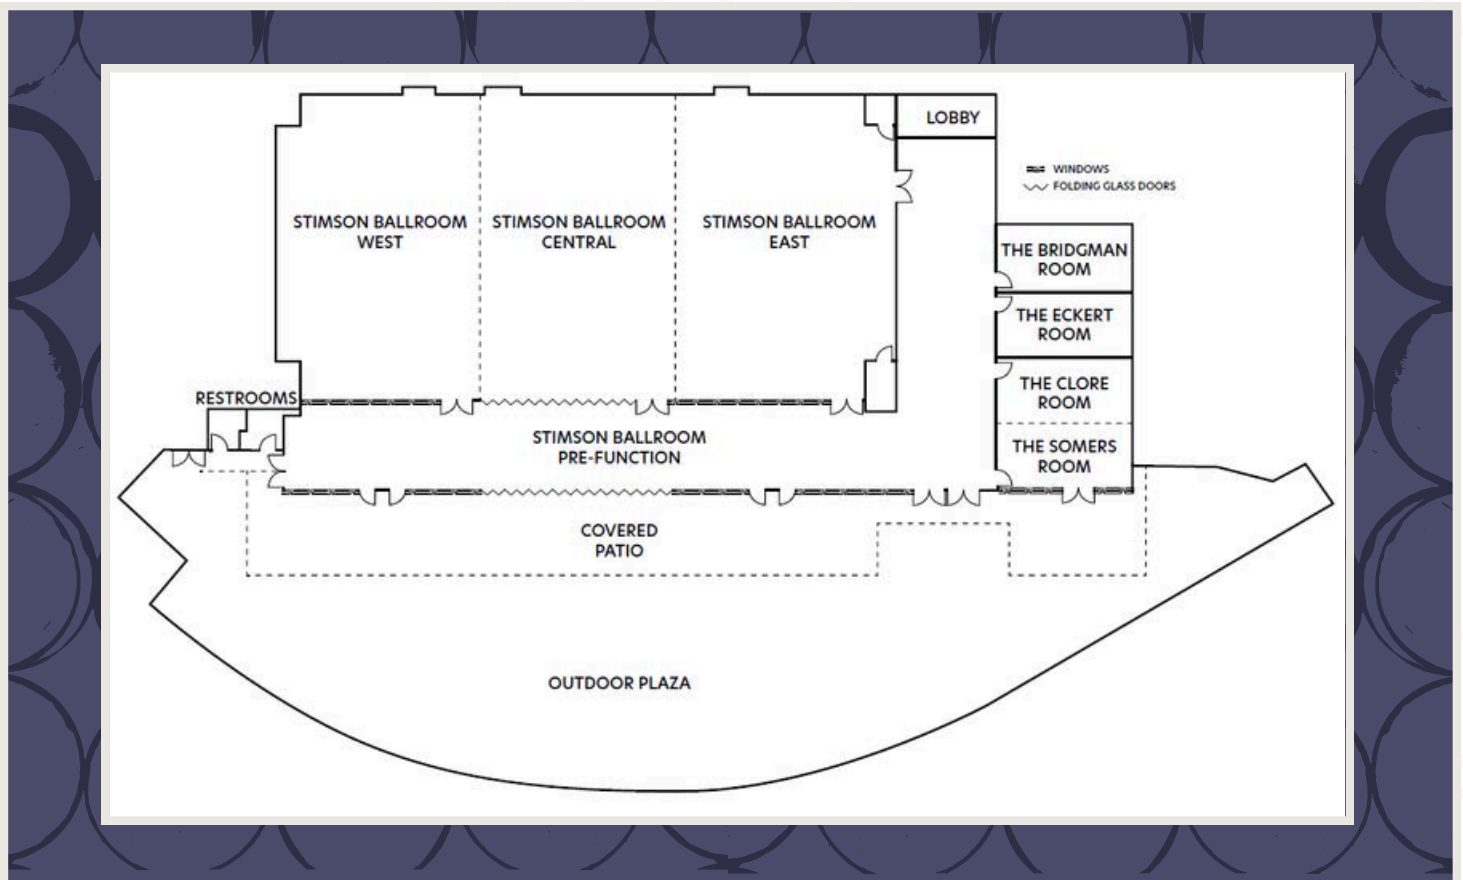 LOBBY
WINDOWS
FOLDING GLASS DOORS
STIMSON BALLROOM
WEST
STIMSON BALLROOM
CENTRAL
STIMSON BALLROOM
EAST
THE BRIDGMAN
ROOM
THE ECKERT
ROOM
THE CLORE
ROOM
THE SOMERS
ROOM
RESTROOMS
STIMSON BALLROOM
PRE-FUNCTION
COVERED
PATIO
OUTDOOR PLAZA